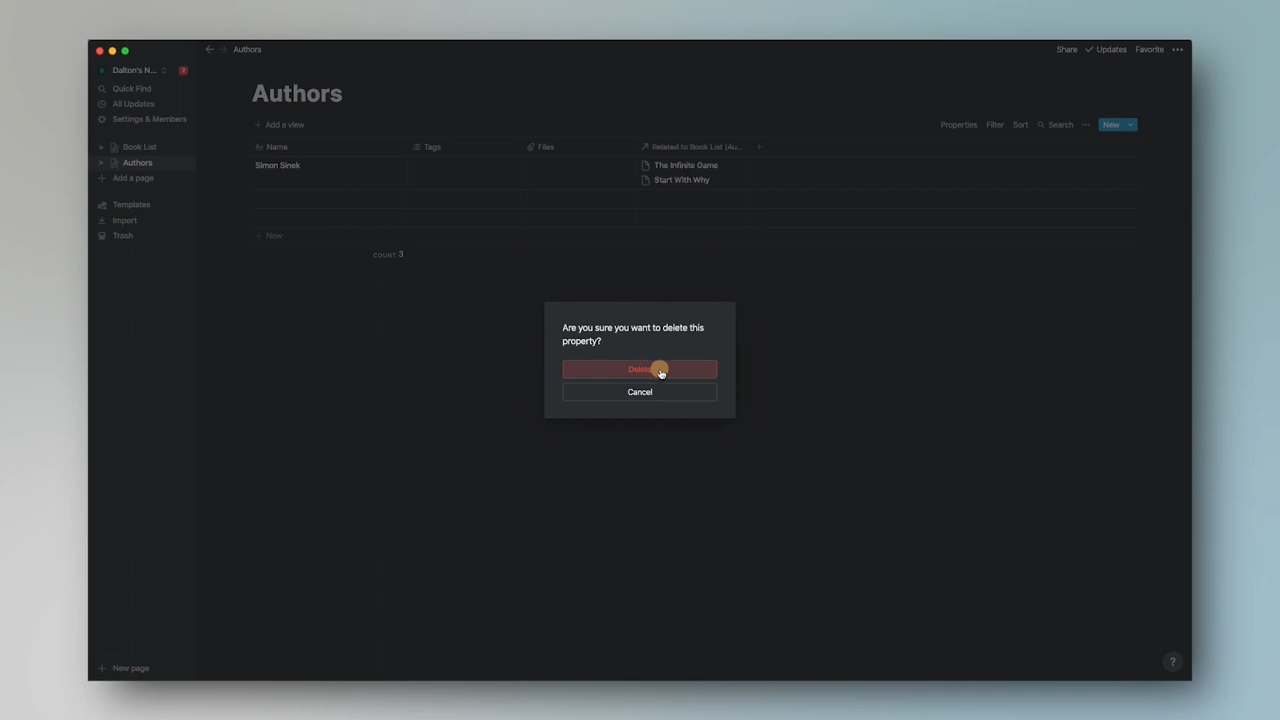 Authors
Share
Updates
Favorite
Dalton's N...
Quick Find
All Updates
Settings & Members
Book List
Authors
Add a page
Templates
Import
Trash
New page
Authors
Add a view
Properties
Filter
Sort
Search
New
Name
Tags
Files
Related to Book List (Au...
Simon Sinek
The Infinite Game
Start With Why
New
COUNT 3
Are you sure you want to delete this
property?
Delete
Cancel
?